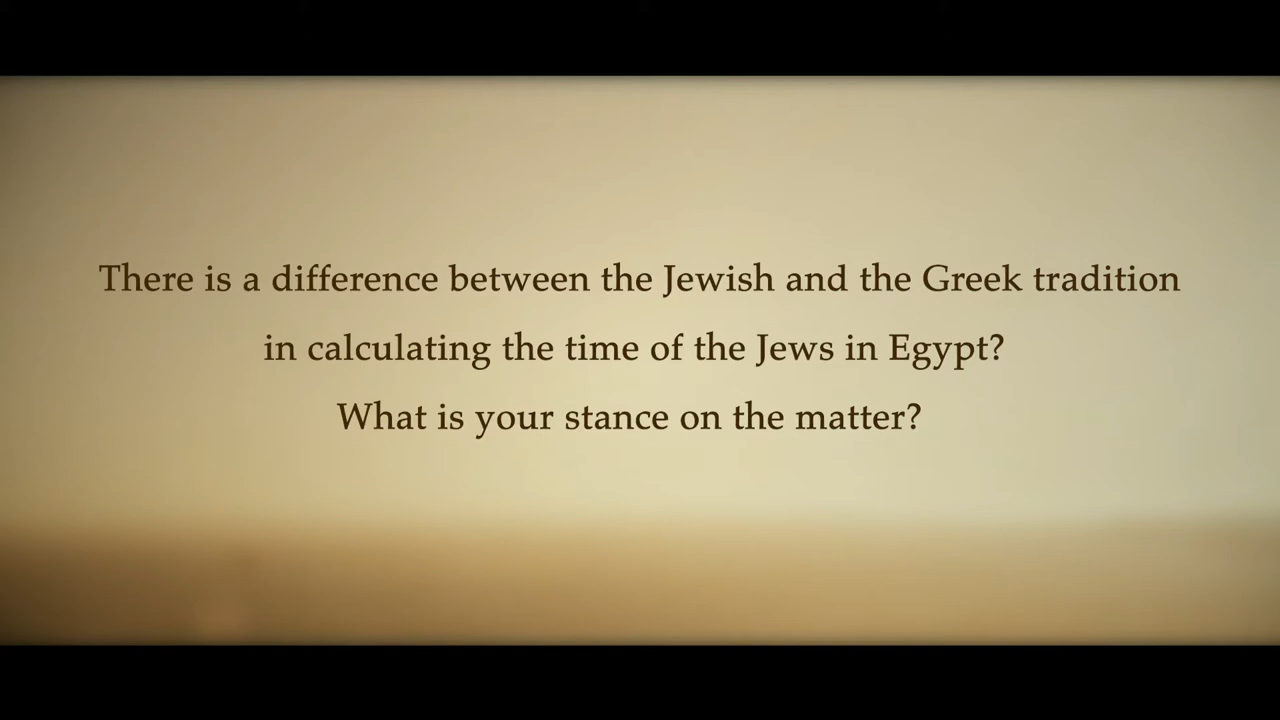 There is a difference between the Jewish and the Greek tradition
in calculating the time of the Jews in Egypt?
What is your stance on the matter?